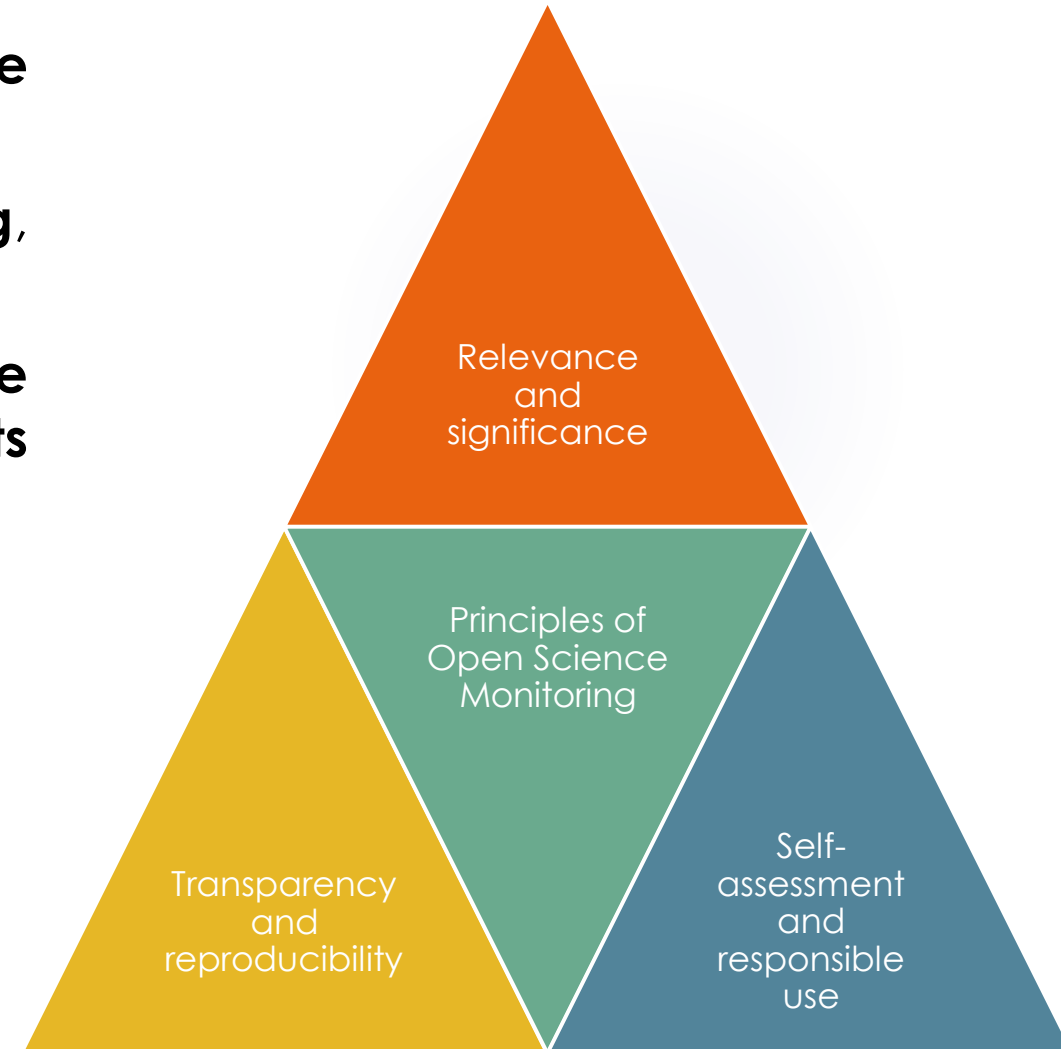 Relevance
and
significance
Principles of
Open Science
Monitoring
Transparency
and
reproducibility
Self-
assessment
and
responsible
use